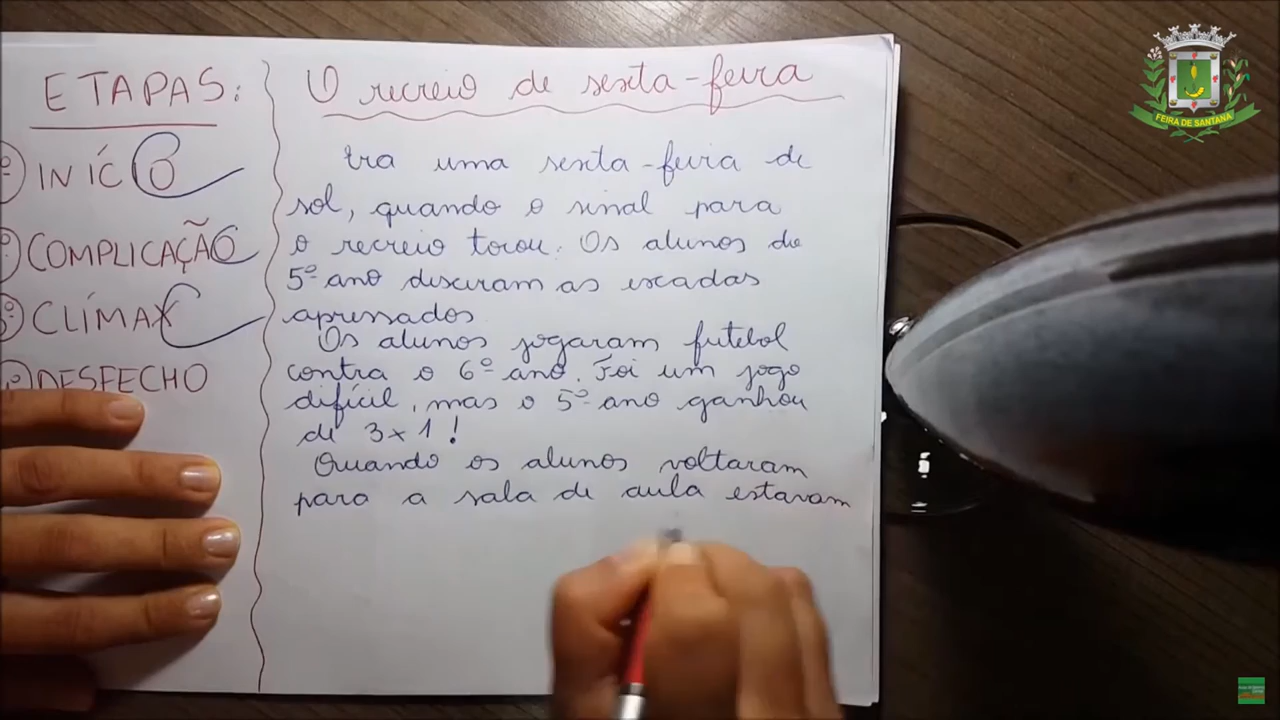 ETAPAS:
INÍCIO
COMPLICAÇÃO
CLÍMAX
DESFECHO
O recreio de sexta-feira
Era uma sexta-feira de
sol, quando o sinal para
o recreio tocou. Os alunos do
5º ano desceram as escadas
apressados
Os alunos jogaram futebol
contra o 6º ano. Foi um jogo
difícil, mas o 5º ano ganhou
de 3x1!
Quando os alunos voltaram
para a sala de aula estavam
FEIRA DE SANTANA